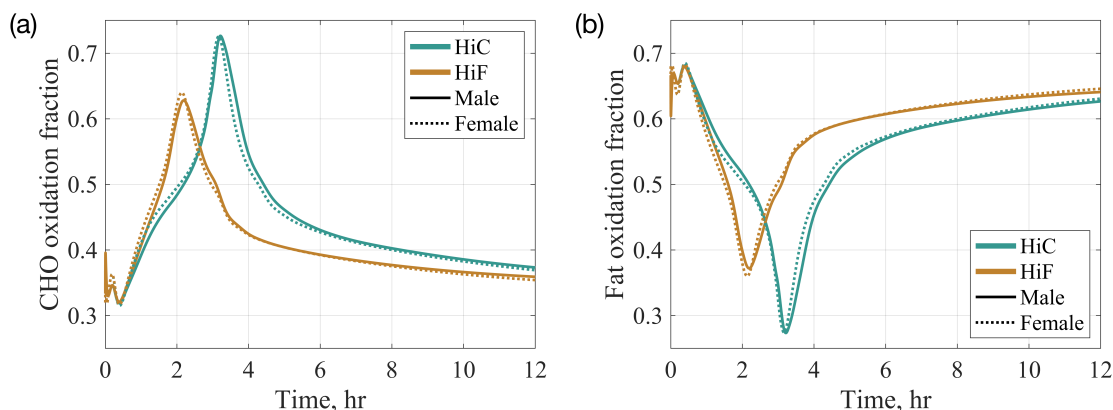 (a)
CHO oxidation fraction
0.7
0.6
0.5
0.4
0.3
0 2 4 6 8 10 12
Time, hr
HiC
HiF
Male
Female
(b)
Fat oxidation fraction
0.7
0.6
0.5
0.4
0.3
0 2 4 6 8 10 12
Time, hr
HiC
HiF
Male
Female